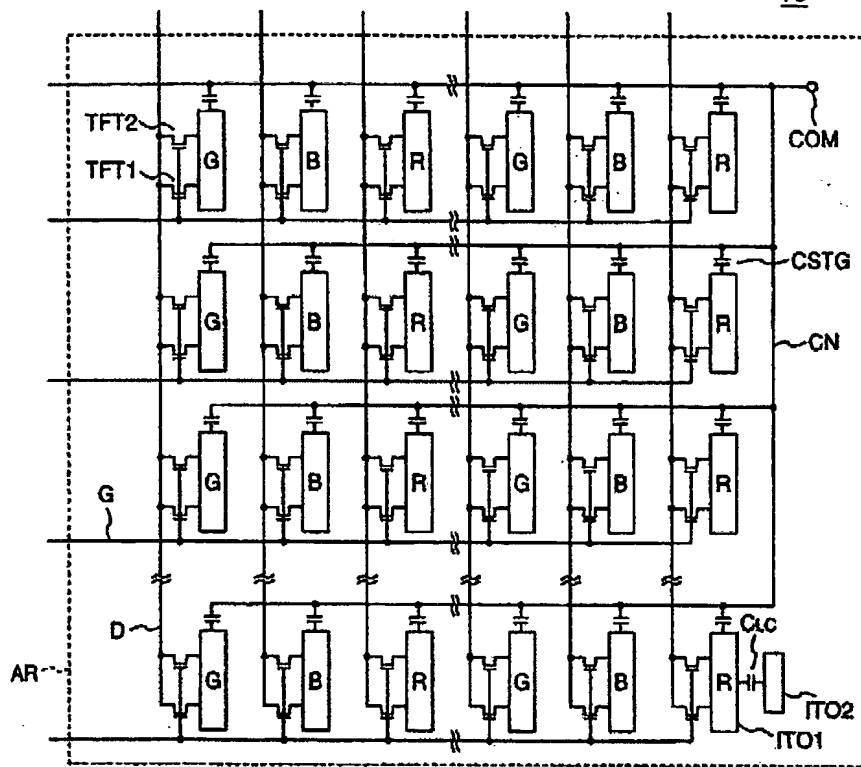 TFT2
TFT1
G B R G B R
COM
G B R G B R
CSTG
CN
G B R G B R
G
D
G B R G B R
CLC
AR
ITO2
ITO1